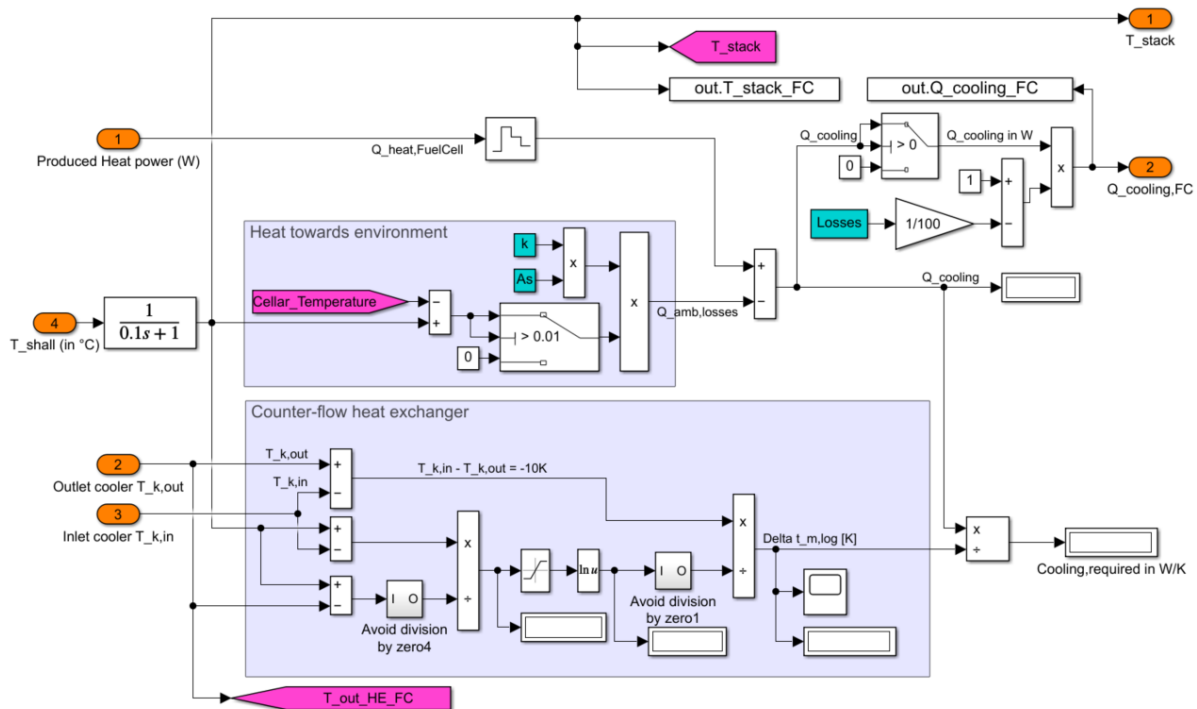 1
T_stack
T_stack
out.T_stack_FC
out.Q_cooling_FC
1
Produced Heat power (W)
Q_heat,FuelCell
Q_cooling
> 0
0
Q_cooling in W
1
+
−
x
2
Q_cooling,FC
Losses
1/100
Heat towards environment
k
As
x
Cellar_Temperature
−
+
> 0.01
0
x
Q_amb,losses
+
−
Q_cooling
4
T_shall (in °C)
1
0.1s + 1
Counter-flow heat exchanger
2
Outlet cooler T_k,out
3
Inlet cooler T_k,in
T_k,out
T_k,in
+
−
T_k,in - T_k,out = -10K
+
−
+
−
I O
Avoid division
by zero4
x
÷
ln u
I O
Avoid division
by zero1
x
÷
Delta t_m,log [K]
x
÷
Cooling,required in W/K
T_out_HE_FC